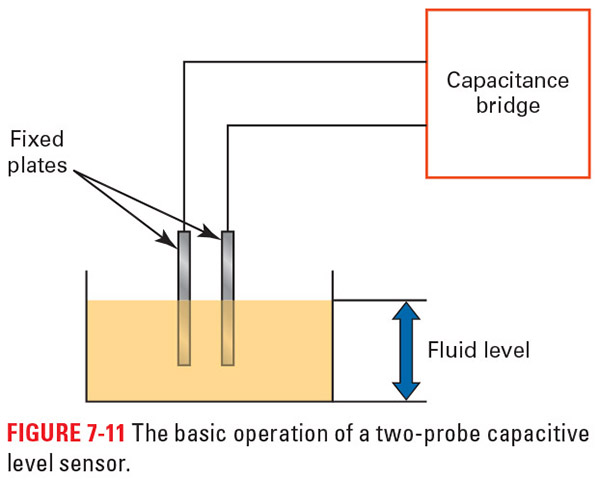 Capacitance
bridge
Fixed
plates
Fluid level
FIGURE 7-11 The basic operation of a two-probe capacitive
level sensor.